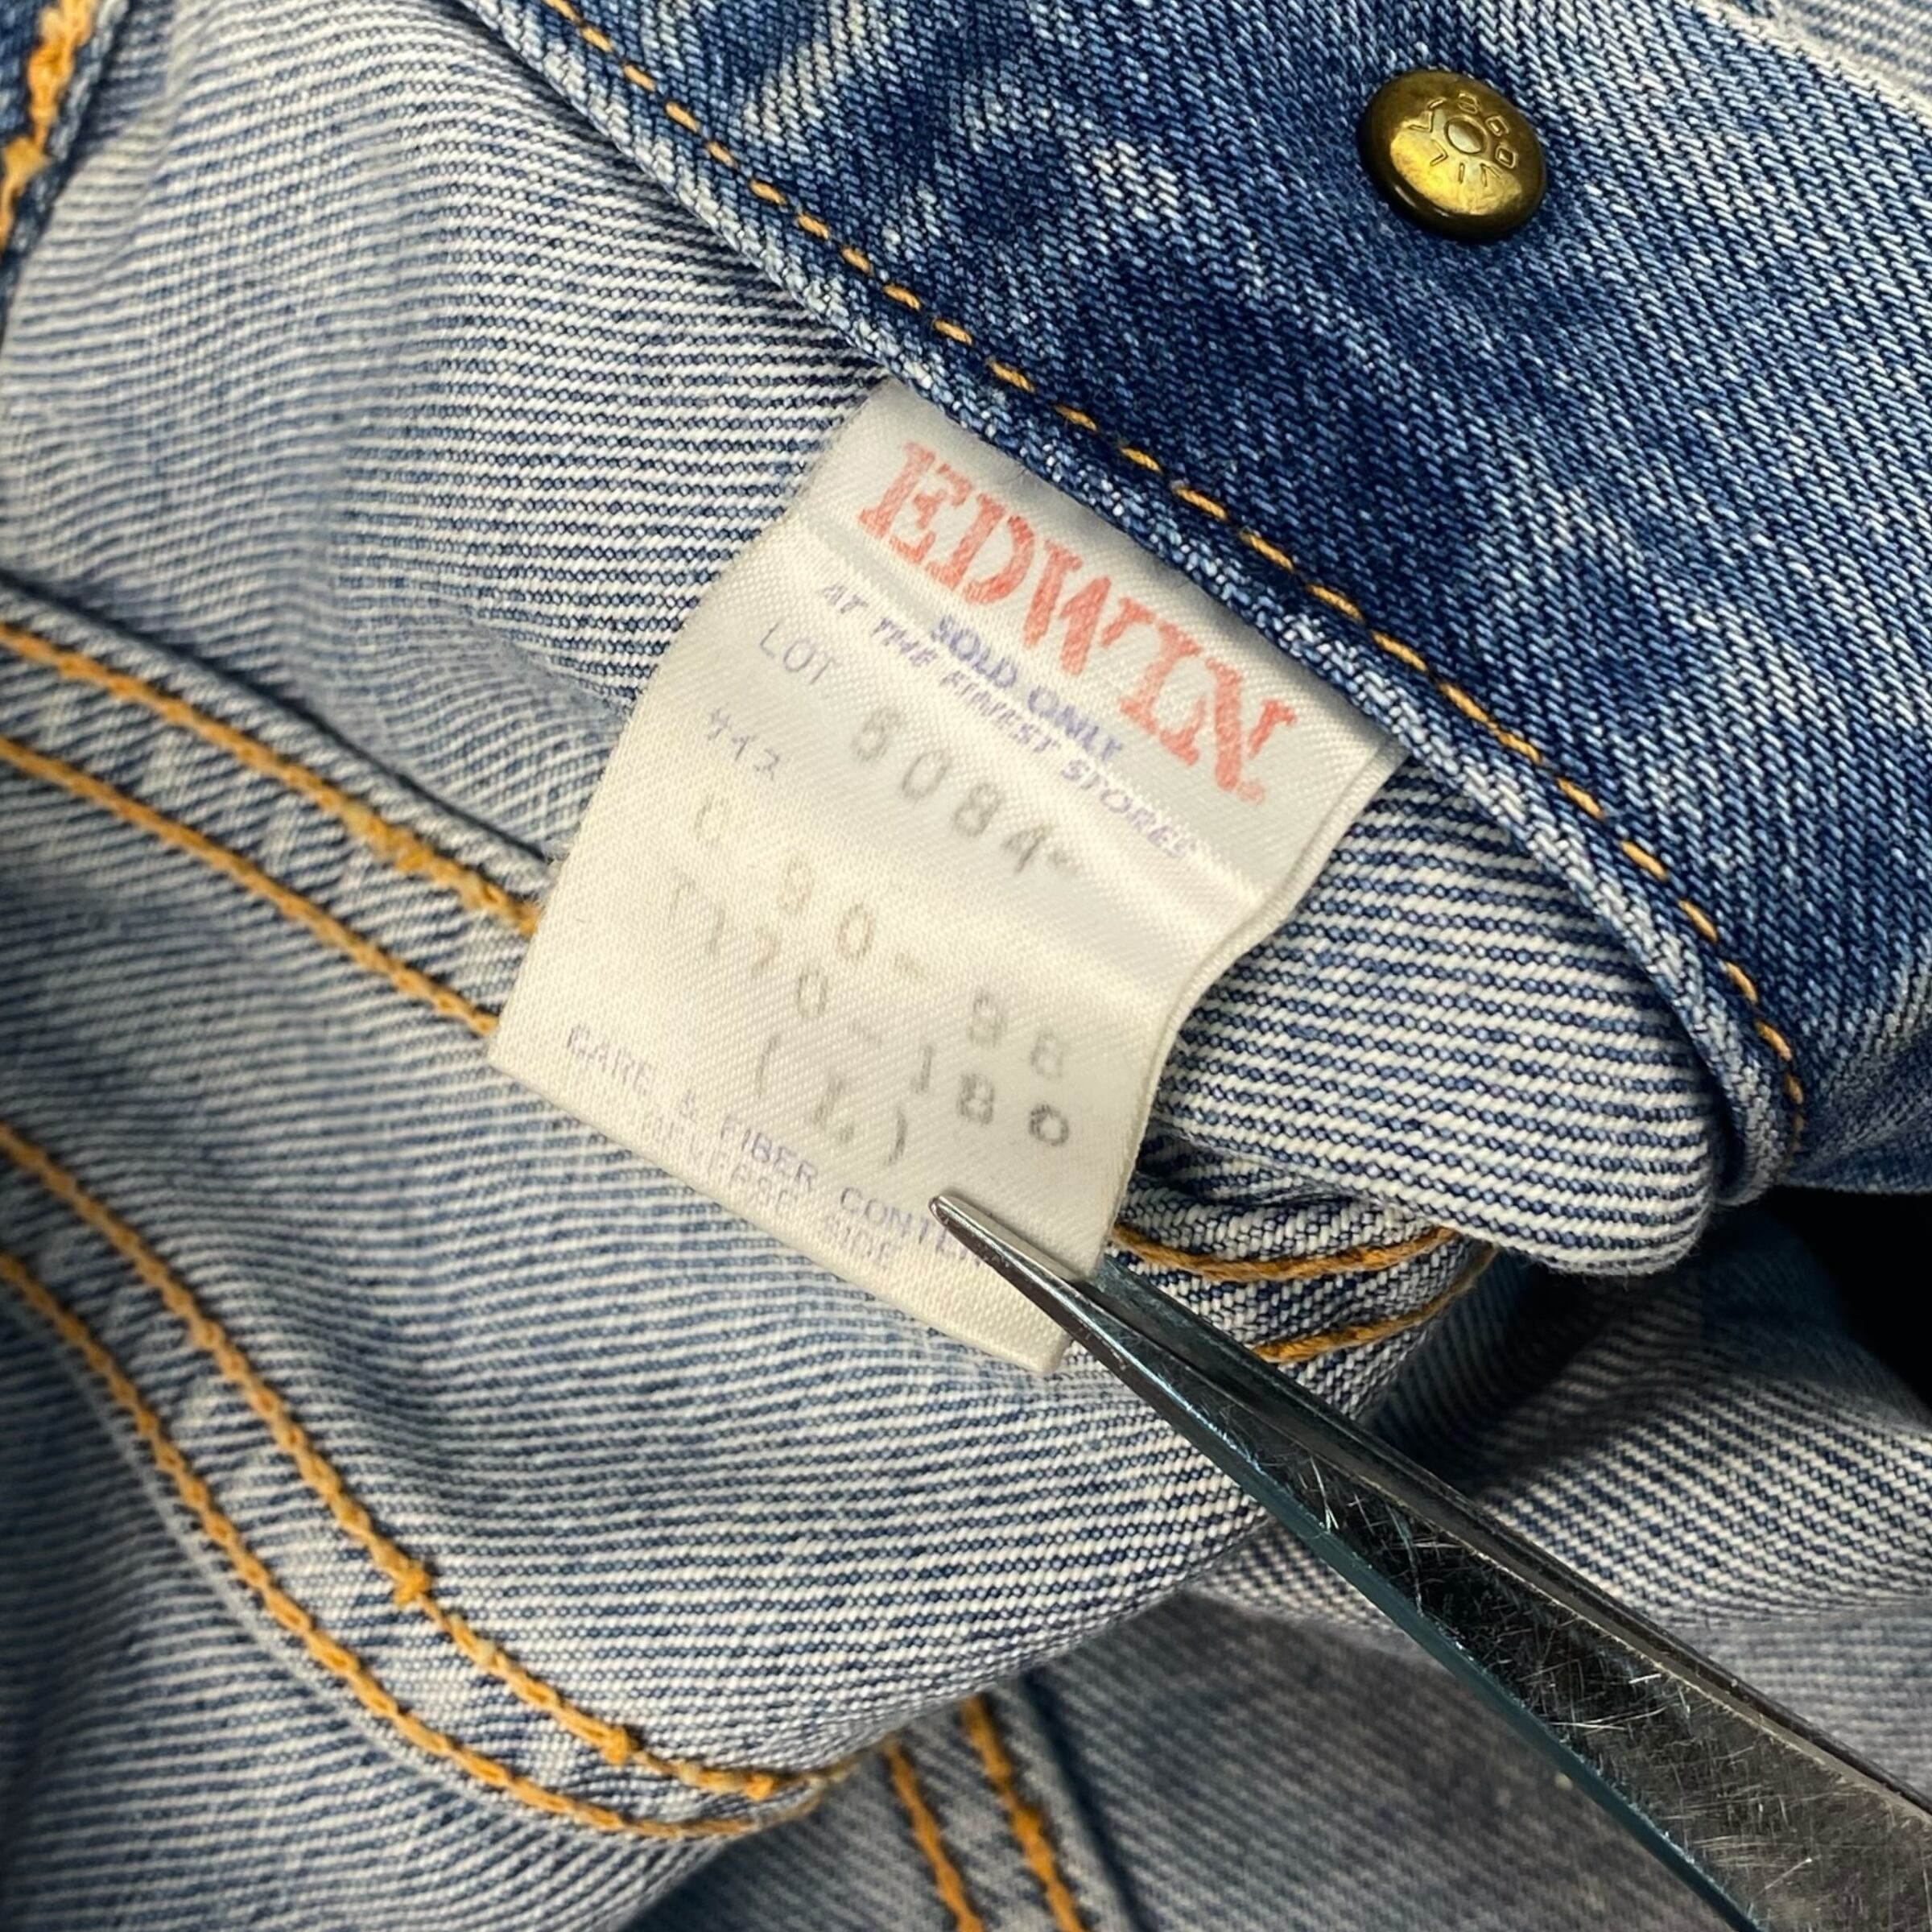 EDWIN
SOLD ONLY
AT THE FINEST STORES
LOT
サイズ
90-98
170-180
(L)
CARE & FIBER CONTENT
REVERSE SIDE